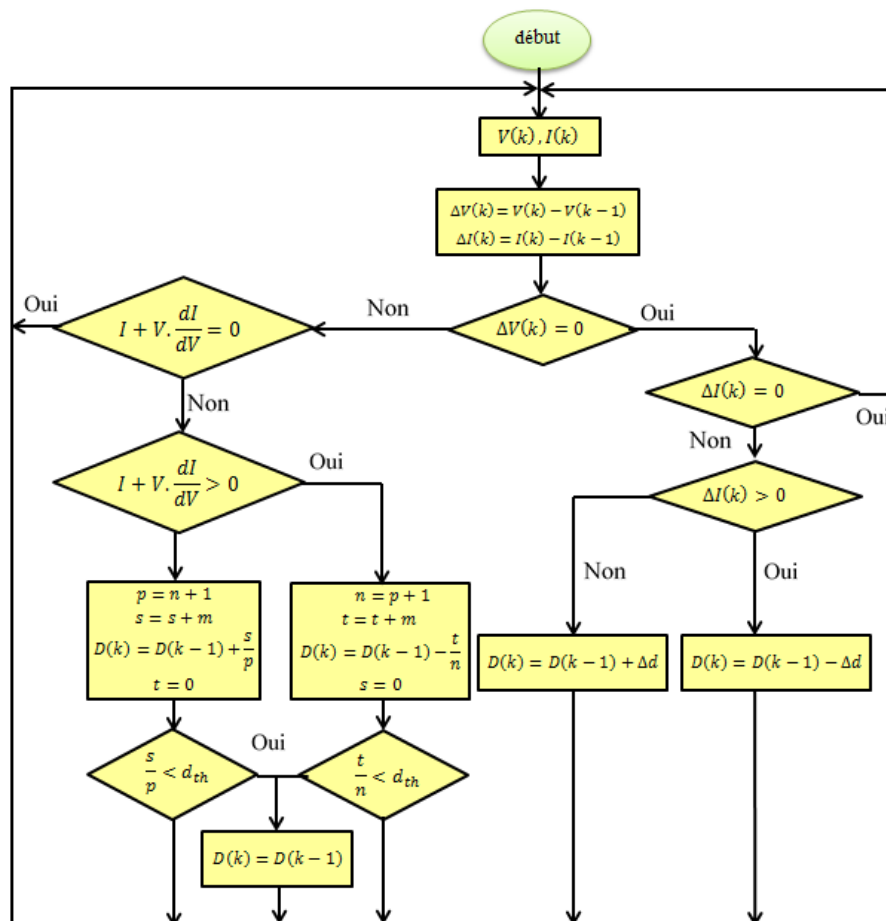 début
V(k), I(k)
ΔV(k) = V(k) − V(k − 1)
ΔI(k) = I(k) − I(k − 1)
Oui
I + V. dI/dV = 0
Non
ΔV(k) = 0
Oui
ΔI(k) = 0
Oui
Non
Non
I + V. dI/dV > 0
Oui
ΔI(k) > 0
Non
Oui
p = n + 1
s = s + m
D(k) = D(k − 1) + s/p
t = 0
n = p + 1
t = t + m
D(k) = D(k − 1) − t/n
s = 0
D(k) = D(k − 1) + Δd
D(k) = D(k − 1) − Δd
s/p < d_th
Oui
t/n < d_th
D(k) = D(k − 1)